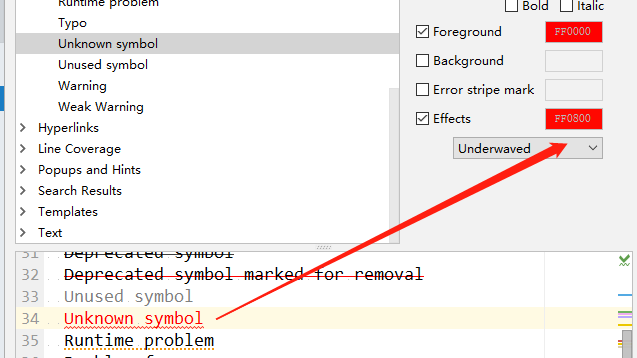 Runtime problem
Typo
Unknown symbol
Unused symbol
Warning
Weak Warning
Hyperlinks
Line Coverage
Popups and Hints
Search Results
Templates
Text
Bold Italic
Foreground FF0000
Background
Error stripe mark
Effects FF0800
Underwaved
31 Deprecated symbol
32 Deprecated symbol marked for removal
33 Unused symbol
34 Unknown symbol
35 Runtime problem